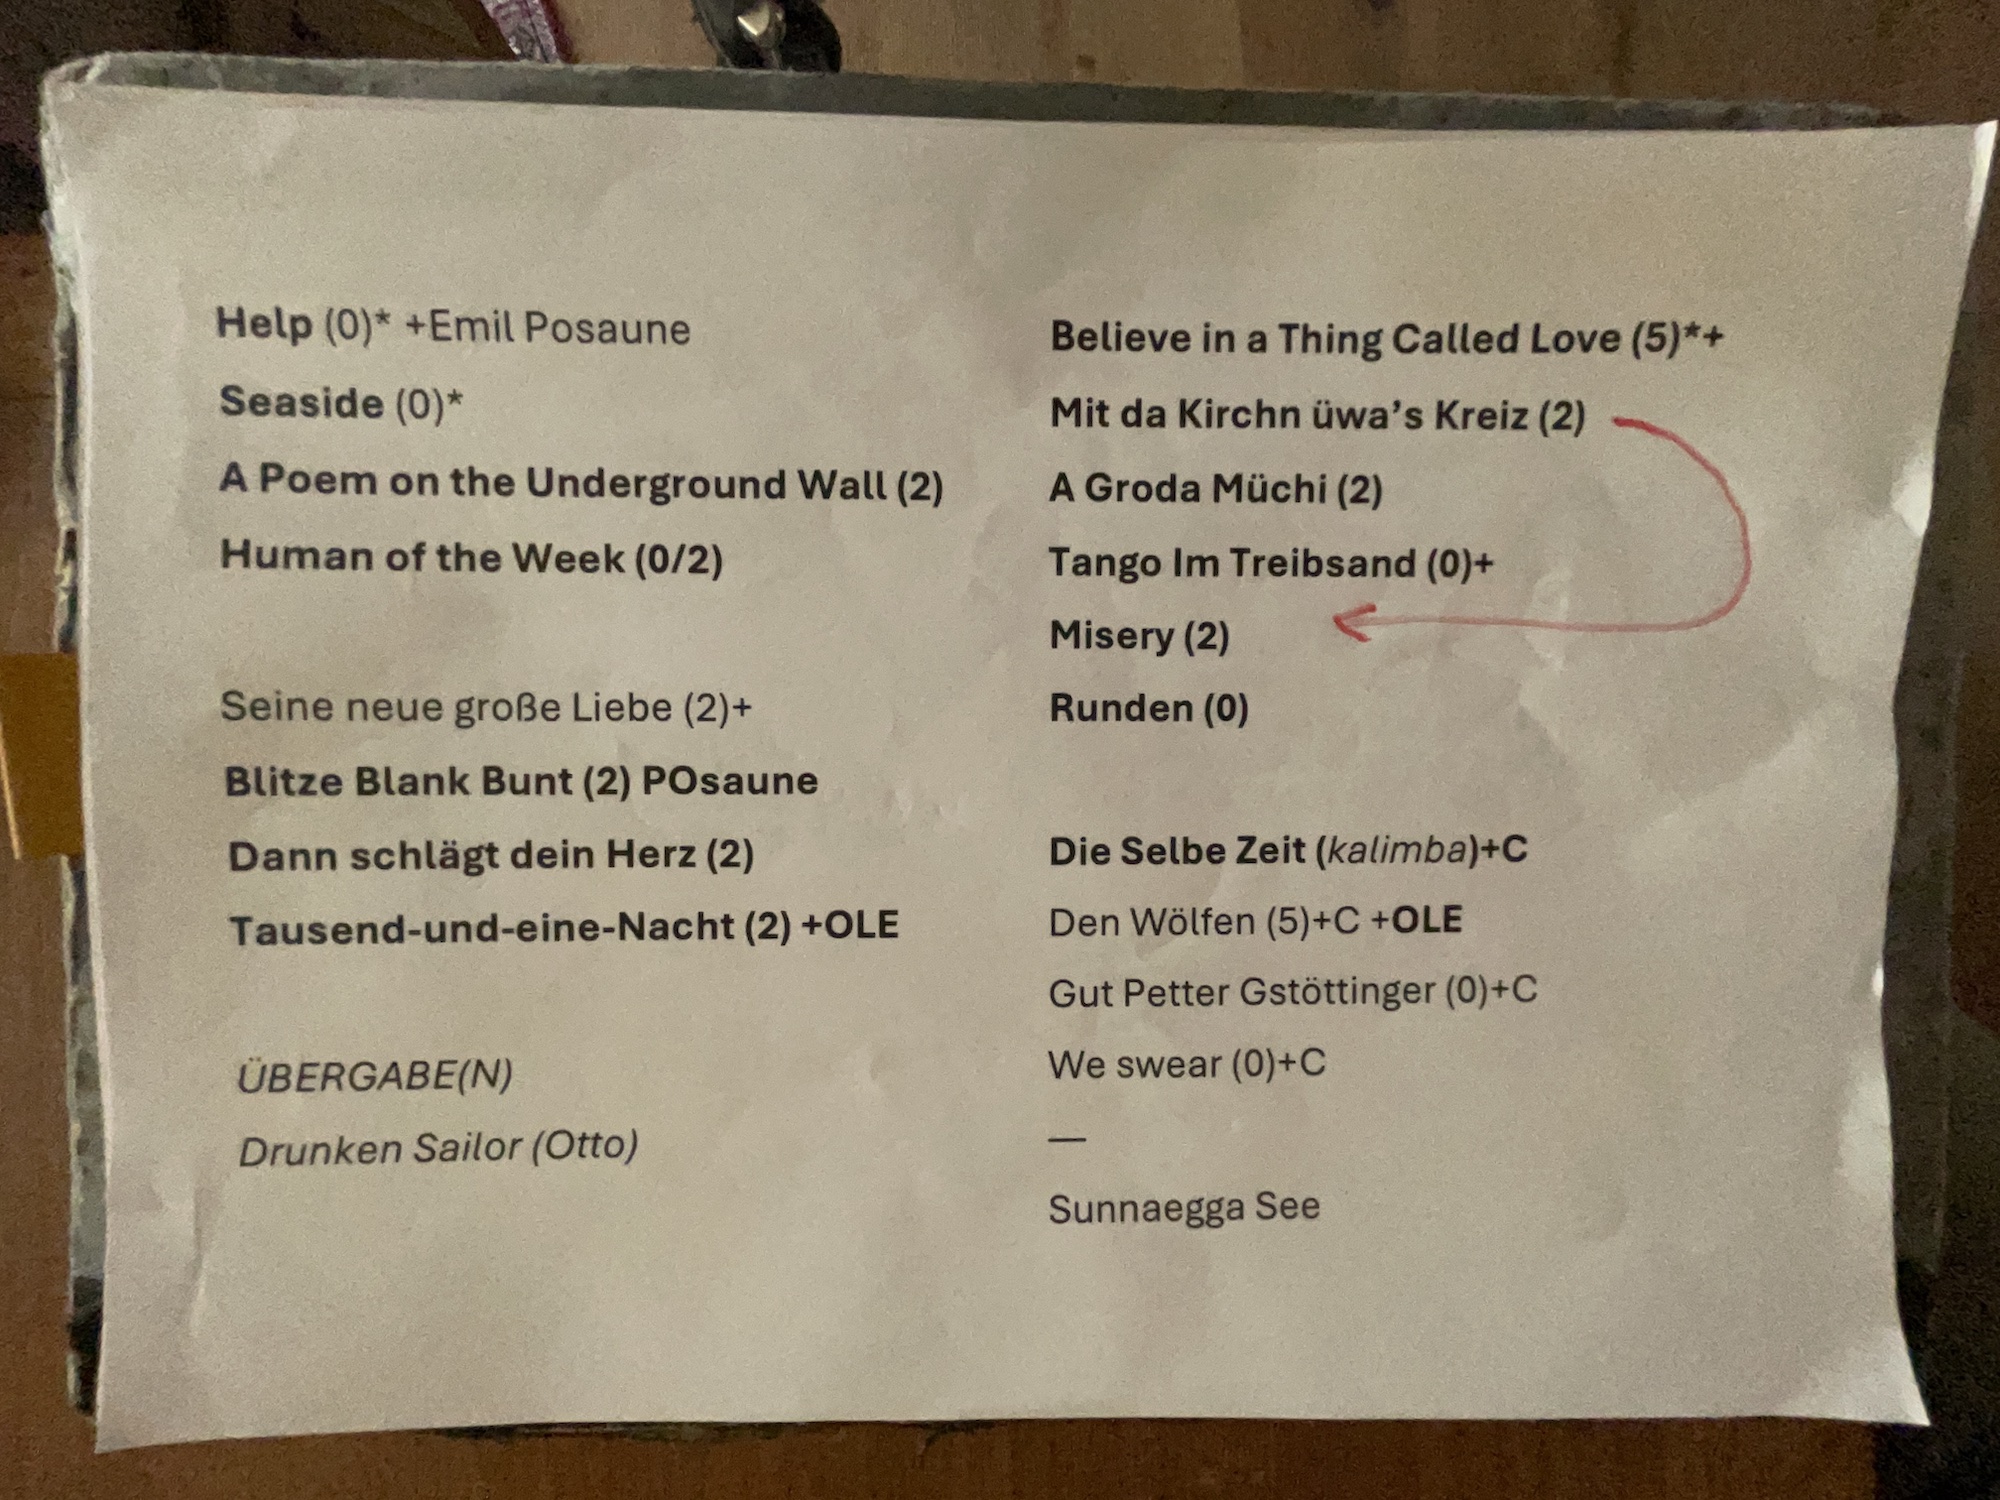 Help (0)* +Emil Posaune
Seaside (0)*
A Poem on the Underground Wall (2)
Human of the Week (0/2)
Seine neue große Liebe (2)+
Blitze Blank Bunt (2) POsaune
Dann schlägt dein Herz (2)
Tausend-und-eine-Nacht (2) +OLE
ÜBERGABE(N)
Drunken Sailor (Otto)
Believe in a Thing Called Love (5)*+
Mit da Kirchn üwa’s Kreiz (2)
A Groda Müchi (2)
Tango Im Treibsand (0)+
Misery (2)
Runden (0)
Die Selbe Zeit (kalimba)+C
Den Wölfen (5)+C +OLE
Gut Petter Gstöttinger (0)+C
We swear (0)+C
—
Sunnaegga See